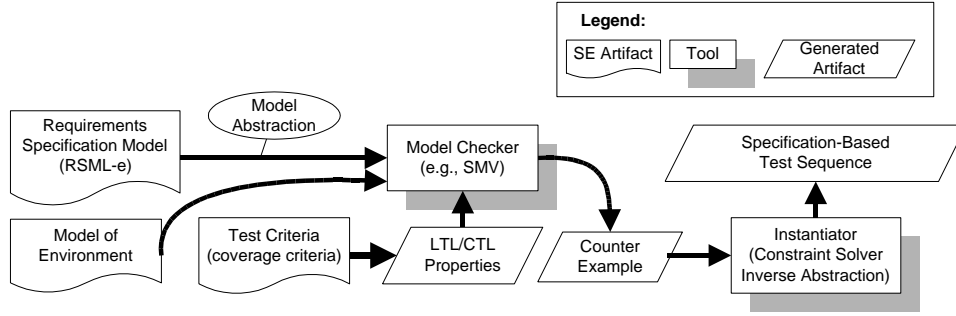 Legend:
SE Artifact
Tool
Generated
Artifact
Requirements
Specification Model
(RSML-e)
Model
Abstraction
Model Checker
(e.g., SMV)
Specification-Based
Test Sequence
Model of
Environment
Test Criteria
(coverage criteria)
LTL/CTL
Properties
Counter
Example
Instantiator
(Constraint Solver
Inverse Abstraction)